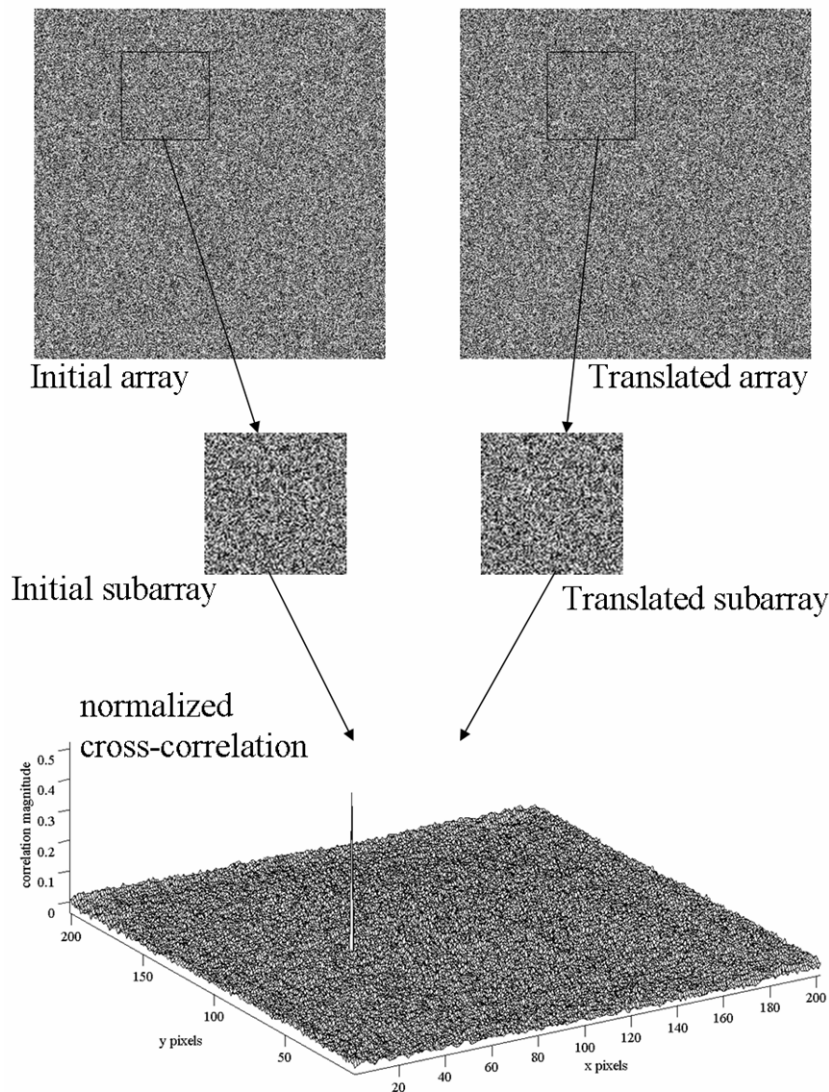 Initial array
Translated array
Initial subarray
Translated subarray
normalized
cross-correlation
correlation magnitude
0.5
0.4
0.3
0.2
0.1
0
200
150
100
50
y pixels
20
40
60
80
100
120
140
160
180
200
x pixels